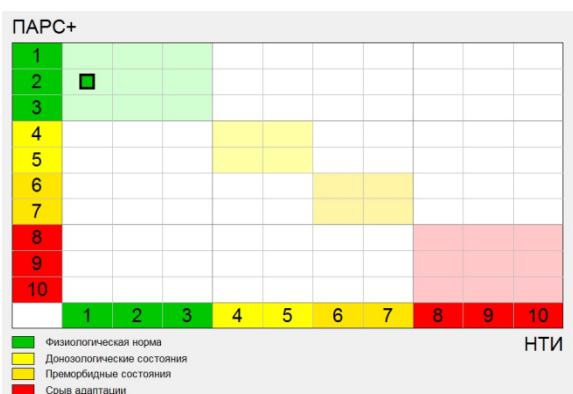 ПАРС+
1
2
3
4
5
6
7
8
9
10
1 2 3 4 5 6 7 8 9 10
НТИ
Физиологическая норма
Донозологические состояния
Преморбидные состояния
Срыв адаптации